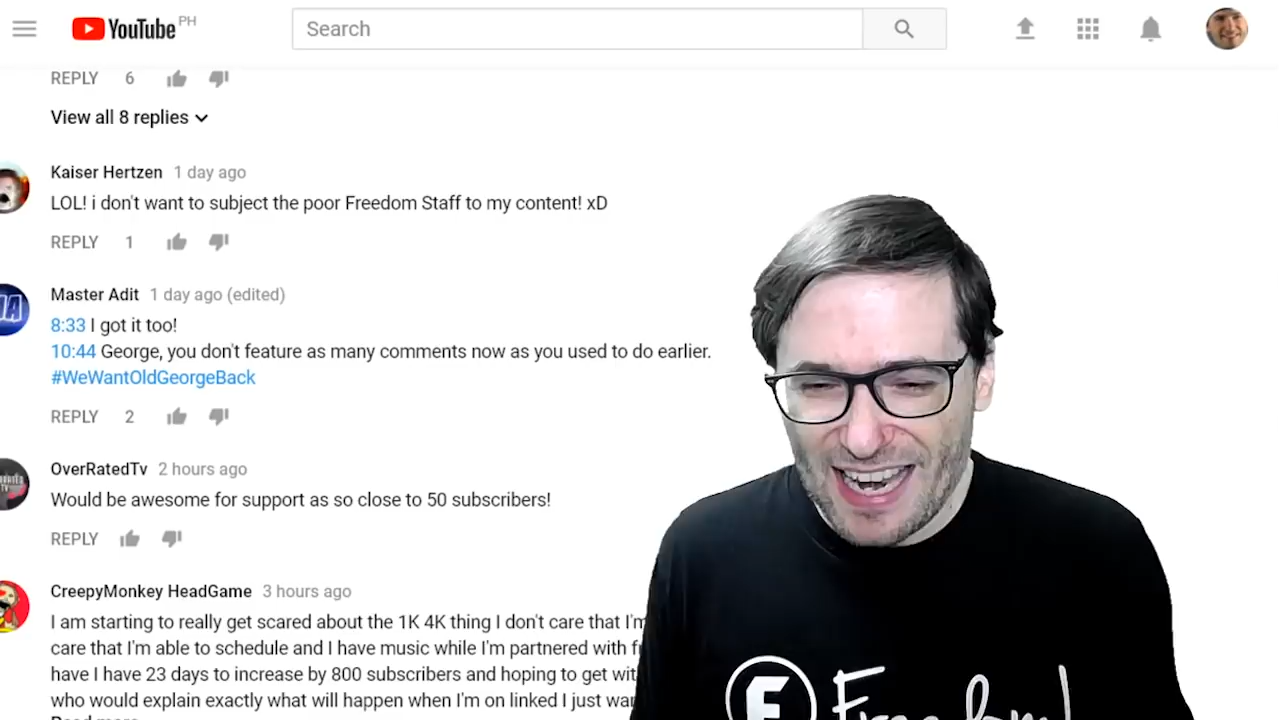 YouTube PH
Search
REPLY 6
View all 8 replies
Kaiser Hertzen 1 day ago
LOL! i don't want to subject the poor Freedom Staff to my content! xD
REPLY 1
Master Adit 1 day ago (edited)
8:33 I got it too!
10:44 George, you don't feature as many comments now as you used to do earlier.
#WeWantOldGeorgeBack
REPLY 2
OverRatedTv 2 hours ago
Would be awesome for support as so close to 50 subscribers!
REPLY
CreepyMonkey HeadGame 3 hours ago
I am starting to really get scared about the 1K 4K thing I don't care that I'm
care that I'm able to schedule and I have music while I'm partnered with
have I have 23 days to increase by 800 subscribers and hoping to get
who would explain exactly what will happen when I'm on linked I just
Read more
Freedom!